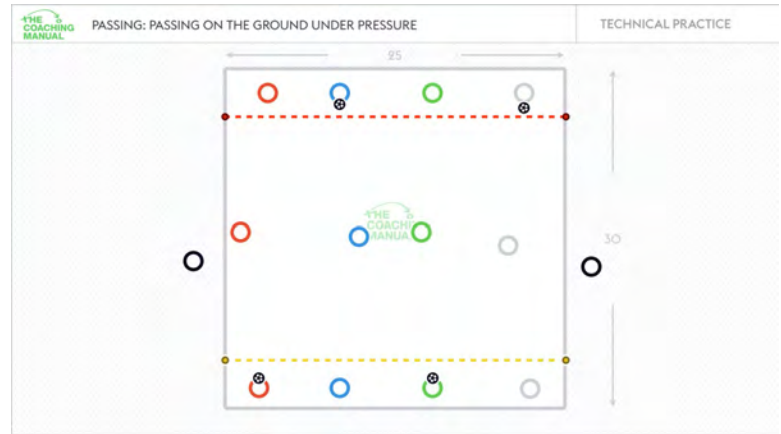 THE
COACHING
MANUAL
PASSING: PASSING ON THE GROUND UNDER PRESSURE
TECHNICAL PRACTICE
25
THE
COACHING
MANUAL
30